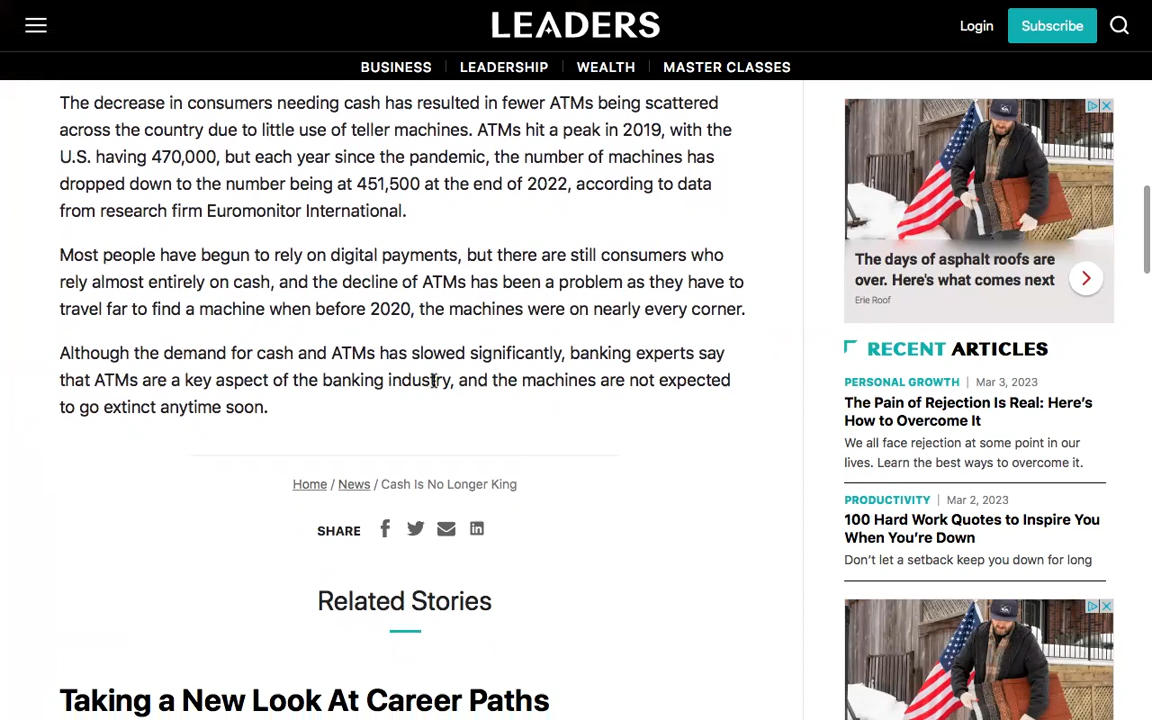 LEADERS
Login
Subscribe
BUSINESS
LEADERSHIP
WEALTH
MASTER CLASSES
The decrease in consumers needing cash has resulted in fewer ATMs being scattered
across the country due to little use of teller machines. ATMs hit a peak in 2019, with the
U.S. having 470,000, but each year since the pandemic, the number of machines has
dropped down to the number being at 451,500 at the end of 2022, according to data
from research firm Euromonitor International.
Most people have begun to rely on digital payments, but there are still consumers who
rely almost entirely on cash, and the decline of ATMs has been a problem as they have to
travel far to find a machine when before 2020, the machines were on nearly every corner.
Although the demand for cash and ATMs has slowed significantly, banking experts say
that ATMs are a key aspect of the banking industry, and the machines are not expected
to go extinct anytime soon.
Home / News / Cash Is No Longer King
SHARE
Related Stories
Taking a New Look At Career Paths
The days of asphalt roofs are
over. Here's what comes next
Erie Roof
RECENT ARTICLES
PERSONAL GROWTH | Mar 3, 2023
The Pain of Rejection Is Real: Here's
How to Overcome It
We all face rejection at some point in our
lives. Learn the best ways to overcome it.
PRODUCTIVITY | Mar 2, 2023
100 Hard Work Quotes to Inspire You
When You're Down
Don't let a setback keep you down for long